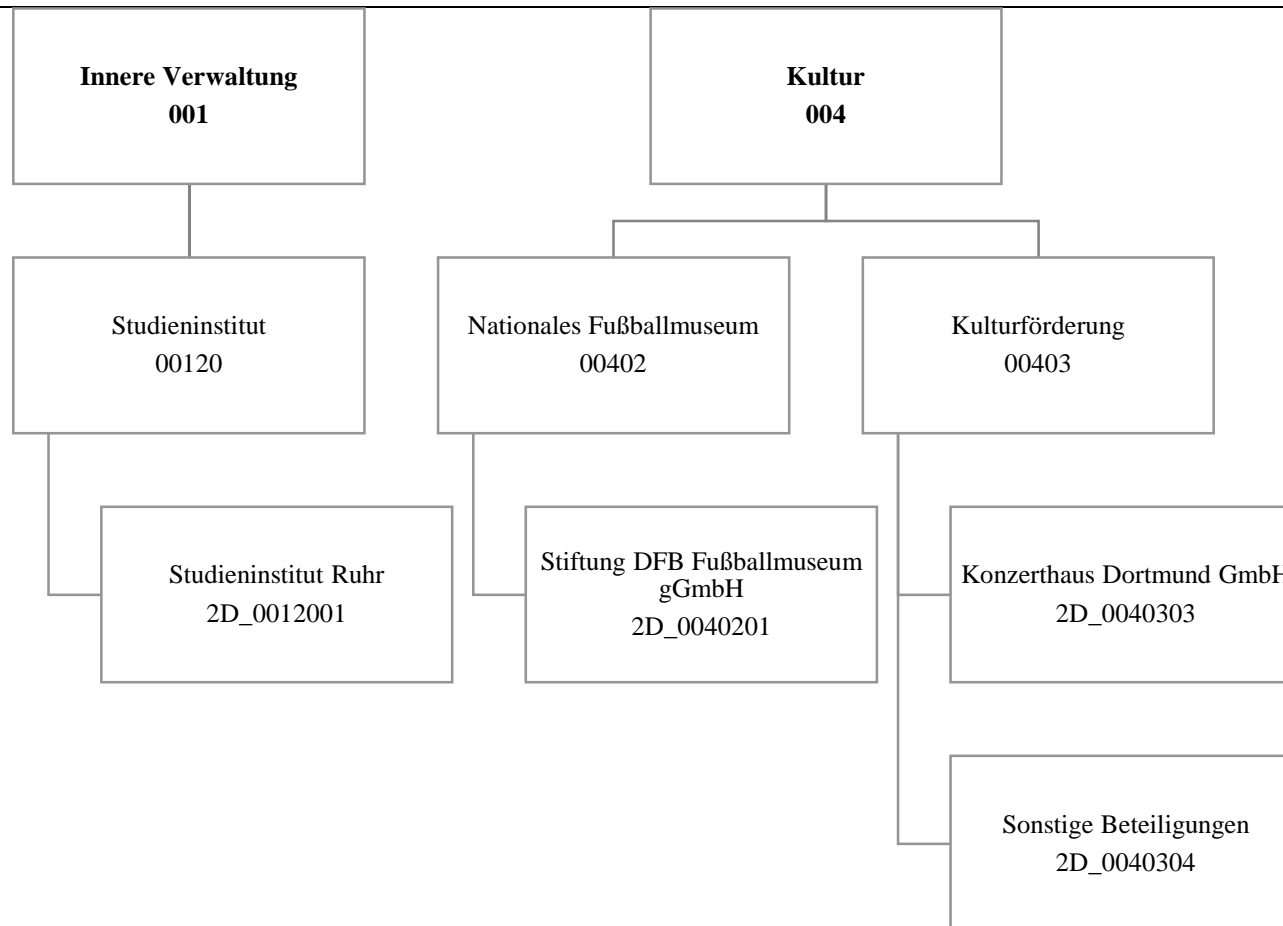 Innere Verwaltung
001
Kultur
004
Studieninstitut
00120
Nationales Fußballmuseum
00402
Kulturförderung
00403
Studieninstitut Ruhr
2D_0012001
Stiftung DFB Fußballmuseum
gGmbH
2D_0040201
Konzerthaus Dortmund GmbH
2D_0040303
Sonstige Beteiligungen
2D_0040304